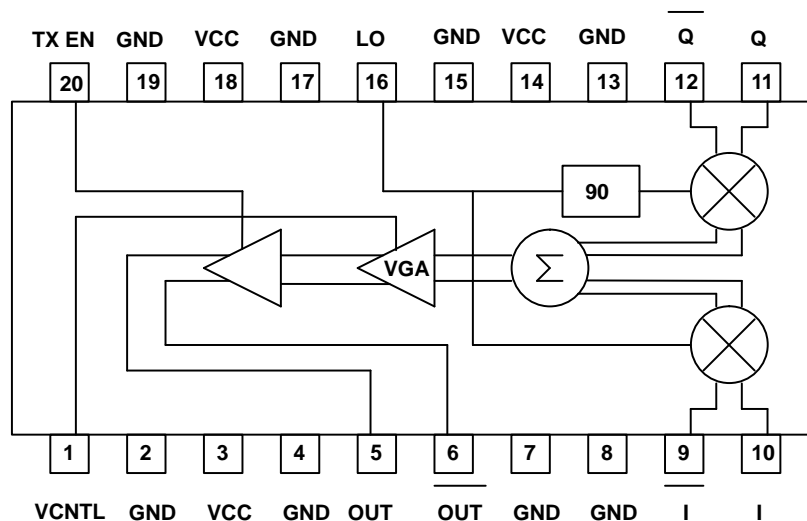 TX EN GND VCC GND LO GND VCC GND Q̅ Q
20 19 18 17 16 15 14 13 12 11
90
VGA Σ
1 2 3 4 5 6 7 8 9 10
VCNTL GND VCC GND OUT O̅U̅T̅ GND GND I̅ I